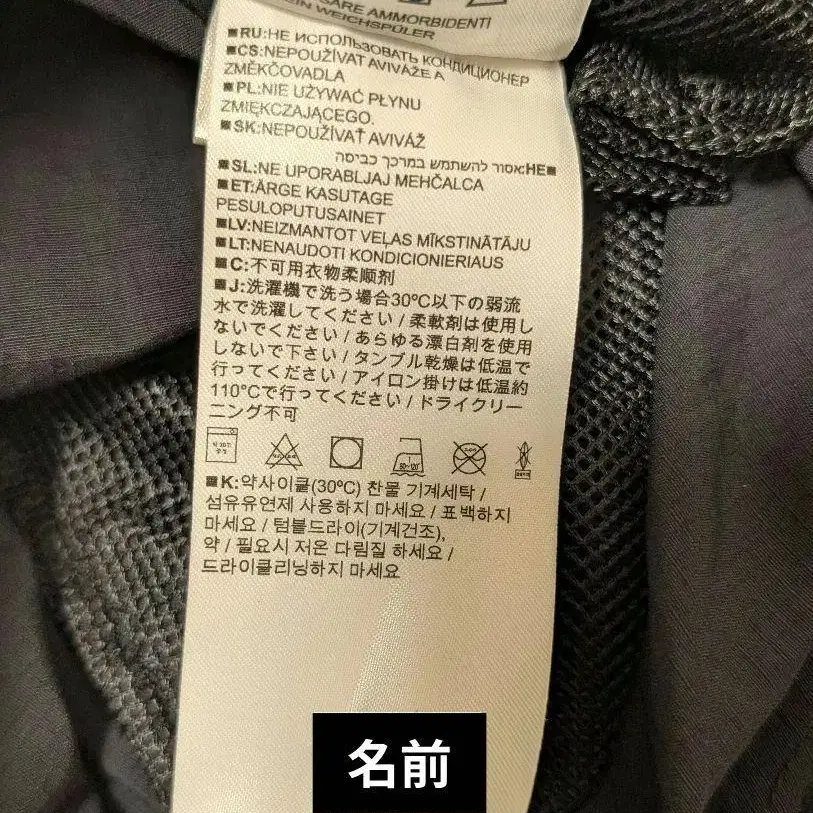 CARE AMMORBIDENTI
EIN WEICHSPÜLER
■RU:НЕ ИСПОЛЬЗОВАТЬ КОНДИЦИОНЕР
■CS:NEPOUŽÍVAT AVIVÁŽE A
ZMĚKČOVADLA
■PL:NIE UŻYWAĆ PŁYNU
ZMIĘKCZAJĄCEGO.
■SK:NEPOUŽÍVAŤ AVIVÁŽ
■HE:אסור להשתמש במרכך כביסה
■SL:NE UPORABLJAJ MEHČALCA
■ET:ÄRGE KASUTAGE
PESULOPUTUSAINET
■LV:NEIZMANTOT VEĻAS MĪKSTINĀTĀJU
■LT:NENAUDOTI KONDICIONIERIAUS
■C:不可用衣物柔顺剂
■J:洗濯機で洗う場合30℃以下の弱流
水で洗濯してください / 柔軟剤は使用し
ないでください / あらゆる漂白剤を使用
しないで下さい / タンブル乾燥は低温で
行ってください / アイロン掛けは低温約
110°Cで行ってください / ドライクリー
ニング不可
약 30℃
중성
80~120℃
■K:약사이클(30°C) 찬물 기계세탁 /
섬유유연제 사용하지 마세요 / 표백하지
마세요 / 텀블드라이(기계건조),
약 / 필요시 저온 다림질 하세요 /
드라이클리닝하지 마세요
名前